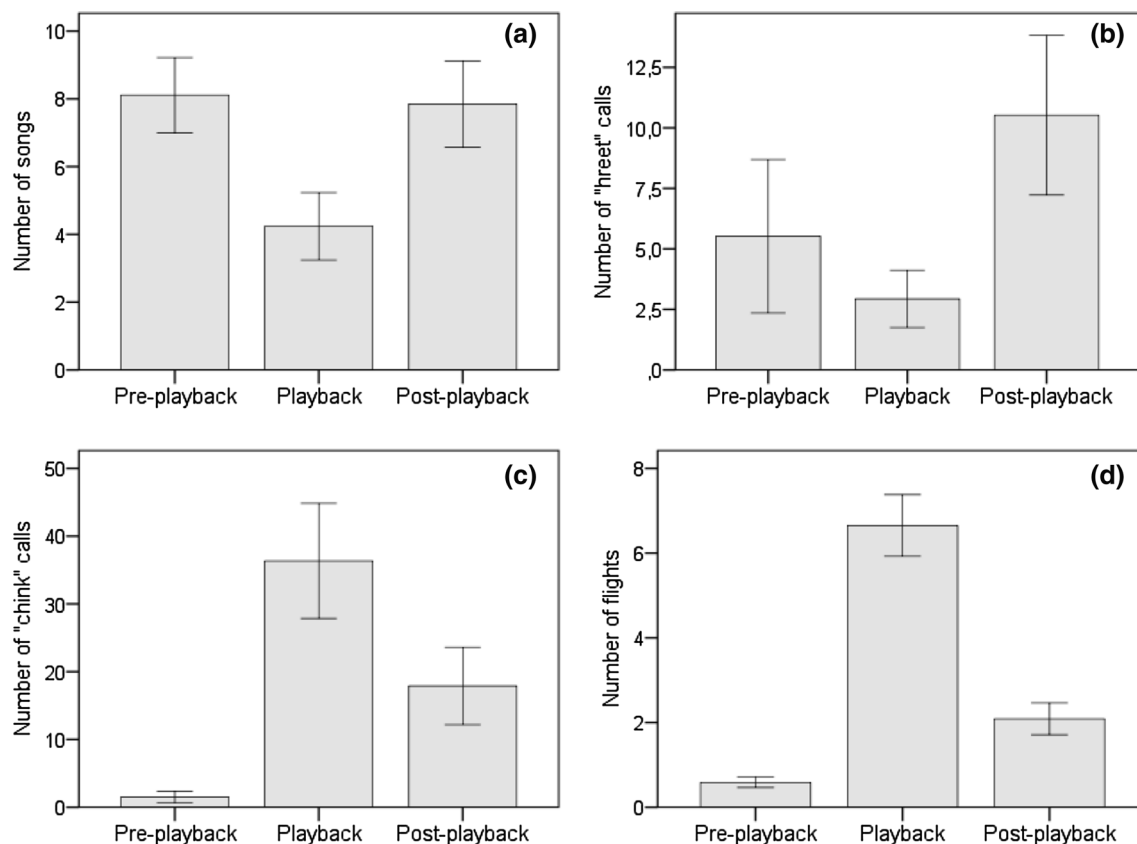 (a)
Number of songs
10
8
6
4
2
0
Pre-playback Playback Post-playback
(b)
Number of "hreet" calls
12,5
10,0
7,5
5,0
2,5
,0
Pre-playback Playback Post-playback
(c)
Number of "chink" calls
50
40
30
20
10
0
Pre-playback Playback Post-playback
(d)
Number of flights
8
6
4
2
0
Pre-playback Playback Post-playback